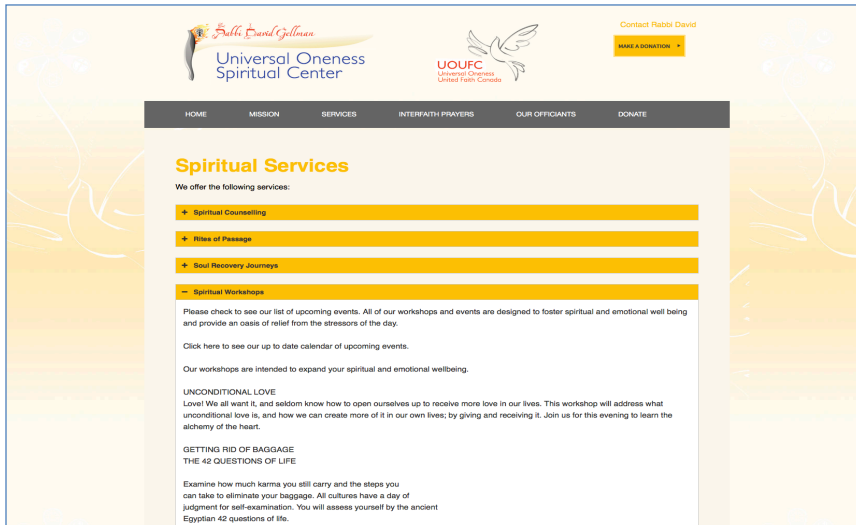 Contact Rabbi David
Rabbi David Gellman
MAKE A DONATION
Universal Oneness
Spiritual Center
UOUFC
Universal Oneness
United Faith Canada
HOME MISSION SERVICES INTERFAITH PRAYERS OUR OFFICIANTS DONATE
Spiritual Services
We offer the following services:
+ Spiritual Counselling
+ Rites of Passage
+ Soul Recovery Journeys
− Spiritual Workshops
Please check to see our list of upcoming events. All of our workshops and events are designed to foster spiritual and emotional well being
and provide an oasis of relief from the stressors of the day.
Click here to see our up to date calendar of upcoming events.
Our workshops are intended to expand your spiritual and emotional wellbeing.
UNCONDITIONAL LOVE
Love! We all want it, and seldom know how to open ourselves up to receive more love in our lives. This workshop will address what
unconditional love is, and how we can create more of it in our own lives; by giving and receiving it. Join us for this evening to learn the
alchemy of the heart.
GETTING RID OF BAGGAGE
THE 42 QUESTIONS OF LIFE
Examine how much karma you still carry and the steps you
can take to eliminate your baggage. All cultures have a day of
judgment for self-examination. You will assess yourself by the ancient
Egyptian 42 questions of life.